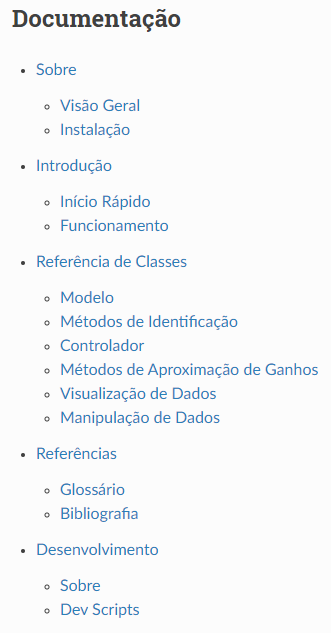 Documentação
Sobre
Visão Geral
Instalação
Introdução
Início Rápido
Funcionamento
Referência de Classes
Modelo
Métodos de Identificação
Controlador
Métodos de Aproximação de Ganhos
Visualização de Dados
Manipulação de Dados
Referências
Glossário
Bibliografia
Desenvolvimento
Sobre
Dev Scripts